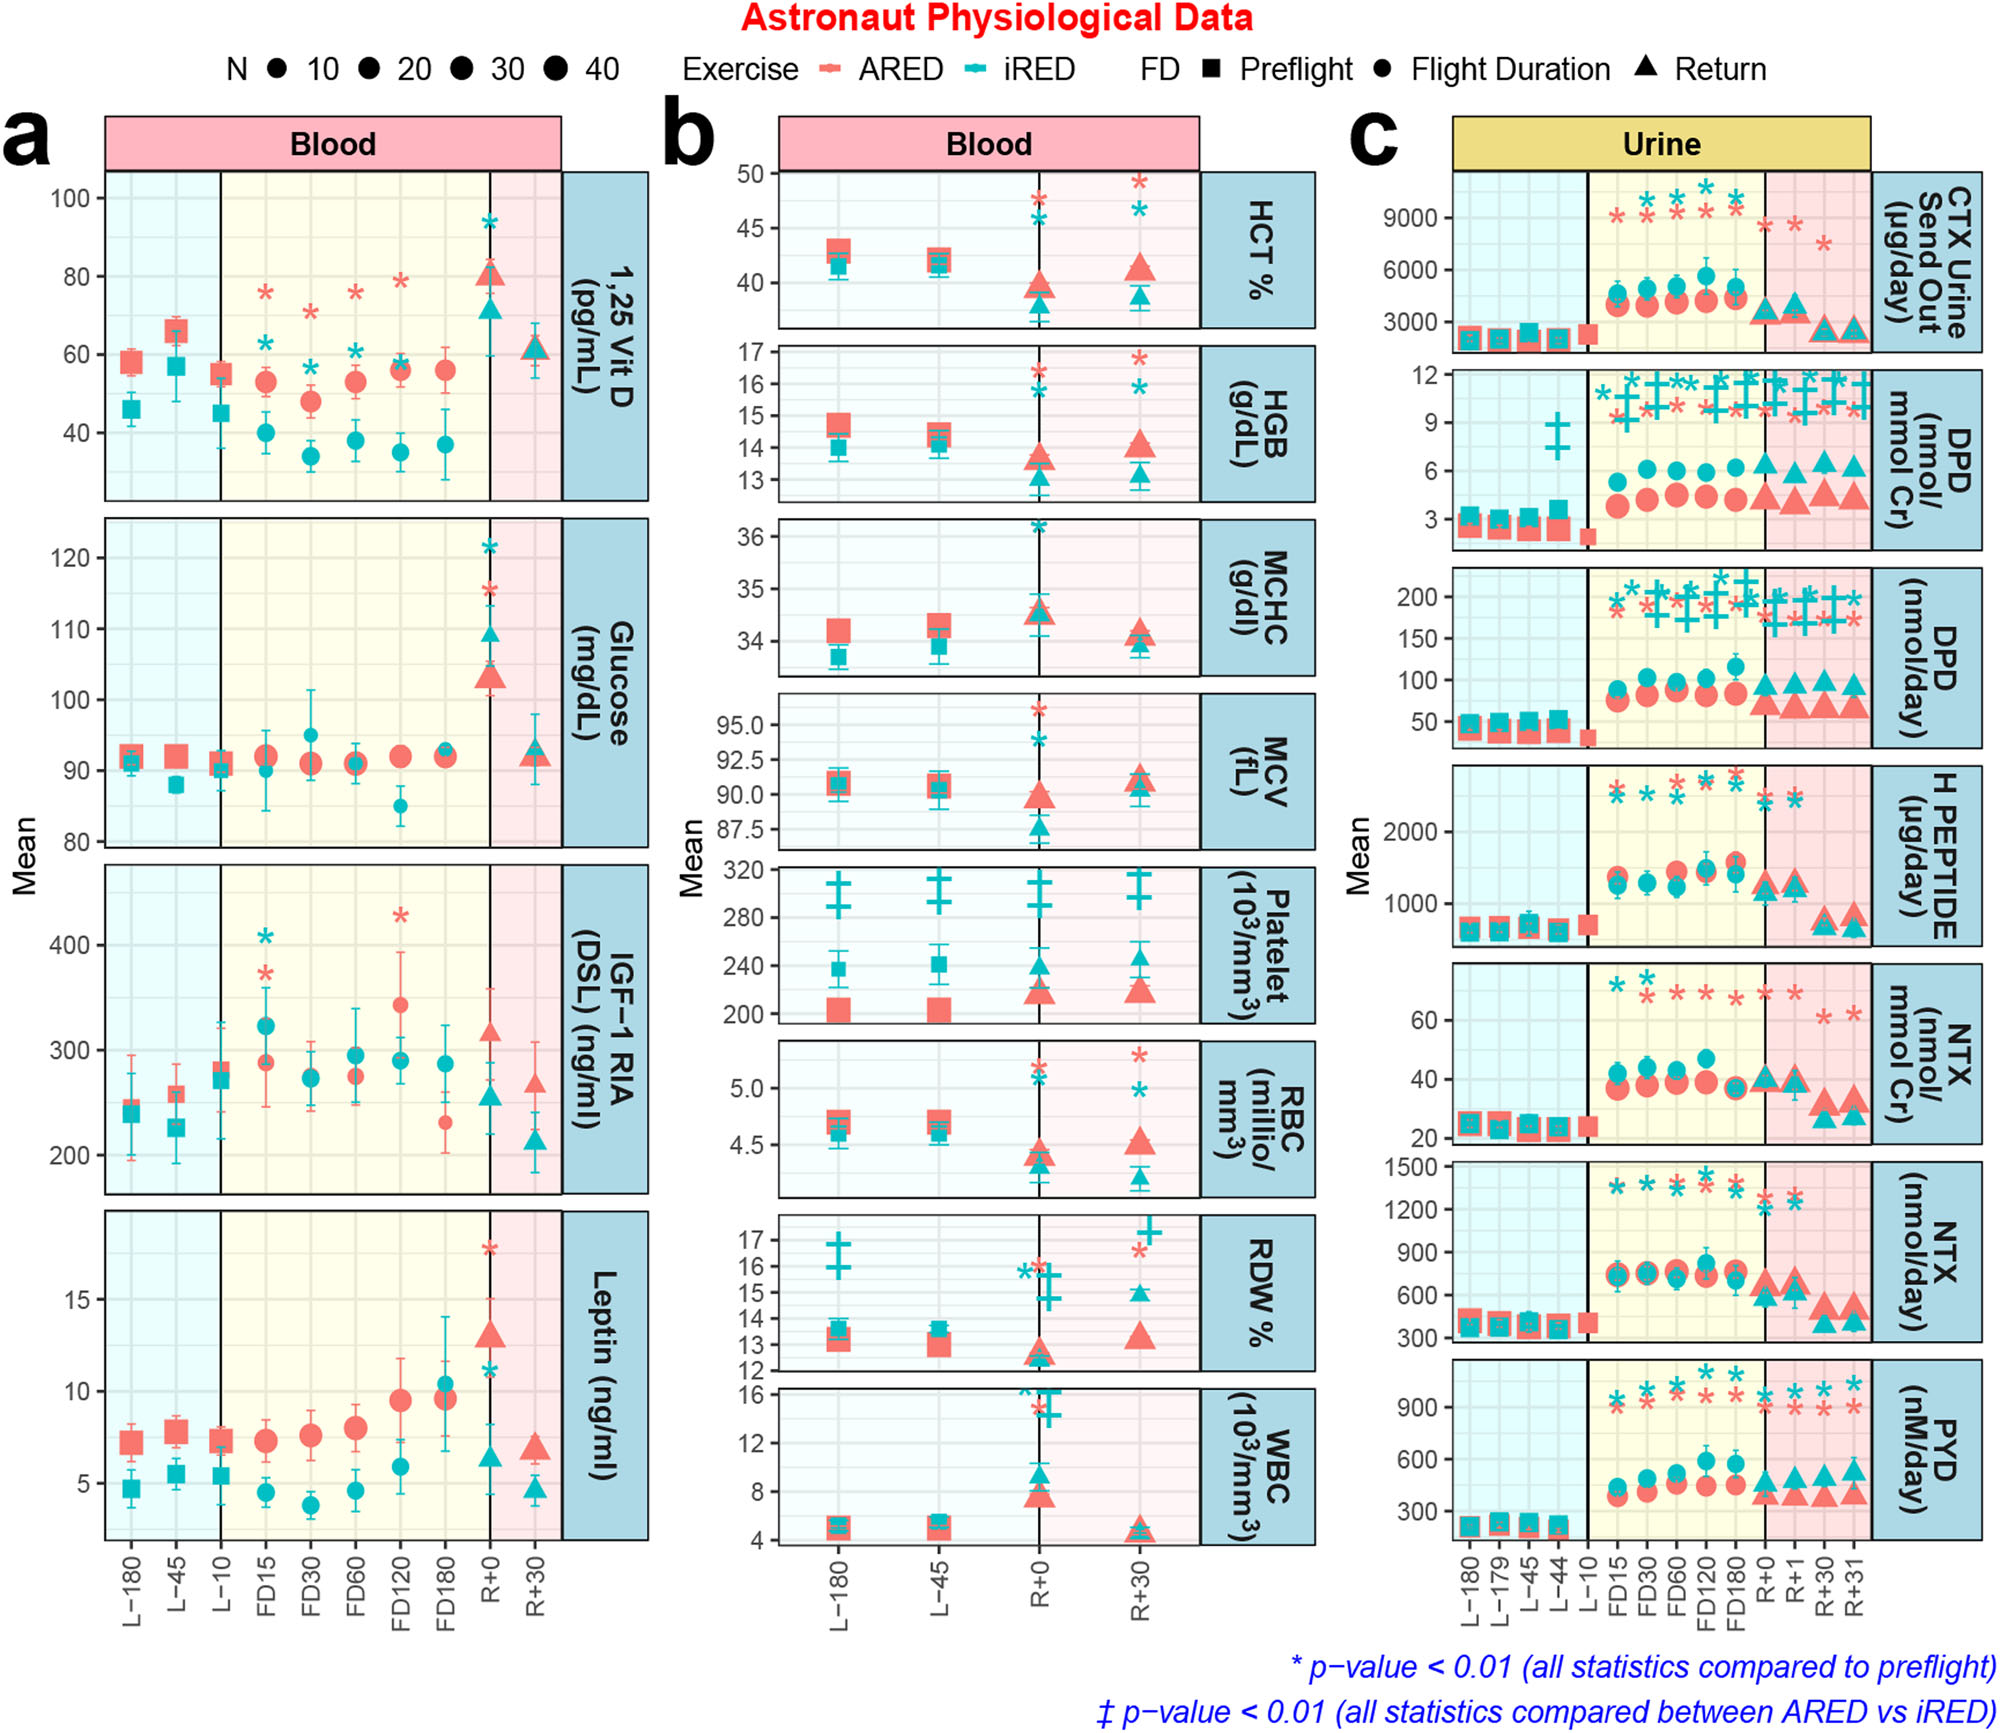 Astronaut Physiological Data
N 10 20 30 40 Exercise ARED iRED FD Preflight Flight Duration Return
a
Blood
Mean
100
80
60
40
1,25 Vit D
(pg/mL)
120
110
100
90
80
Glucose
(mg/dL)
400
300
200
IGF−1 RIA
(DSL) (ng/ml)
15
10
5
Leptin (ng/ml)
L−180
L−45
L−10
FD15
FD30
FD60
FD120
FD180
R+0
R+30
b
Blood
Mean
50
45
40
HCT %
17
16
15
14
13
HGB
(g/dL)
36
35
34
MCHC
(g/dl)
95.0
92.5
90.0
87.5
MCV
(fL)
320
280
240
200
Platelet
(10³/mm³)
5.0
4.5
RBC
(millio/
mm³)
17
16
15
14
13
12
RDW %
16
12
8
4
WBC
(10³/mm³)
L−180
L−45
R+0
R+30
c
Urine
Mean
9000
6000
3000
CTX Urine
Send Out
(µg/day)
12
9
6
3
DPD
(nmol/
mmol Cr)
200
150
100
50
DPD
(nmol/day)
2000
1000
H PEPTIDE
(µg/day)
60
40
20
NTX
(nmol/
mmol Cr)
1500
1200
900
600
300
NTX
(nmol/day)
900
600
300
PYD
(nM/day)
L−180
L−179
L−45
L−44
L−10
FD15
FD30
FD60
FD120
FD180
R+0
R+1
R+30
R+31
* p−value < 0.01 (all statistics compared to preflight)
‡ p−value < 0.01 (all statistics compared between ARED vs iRED)